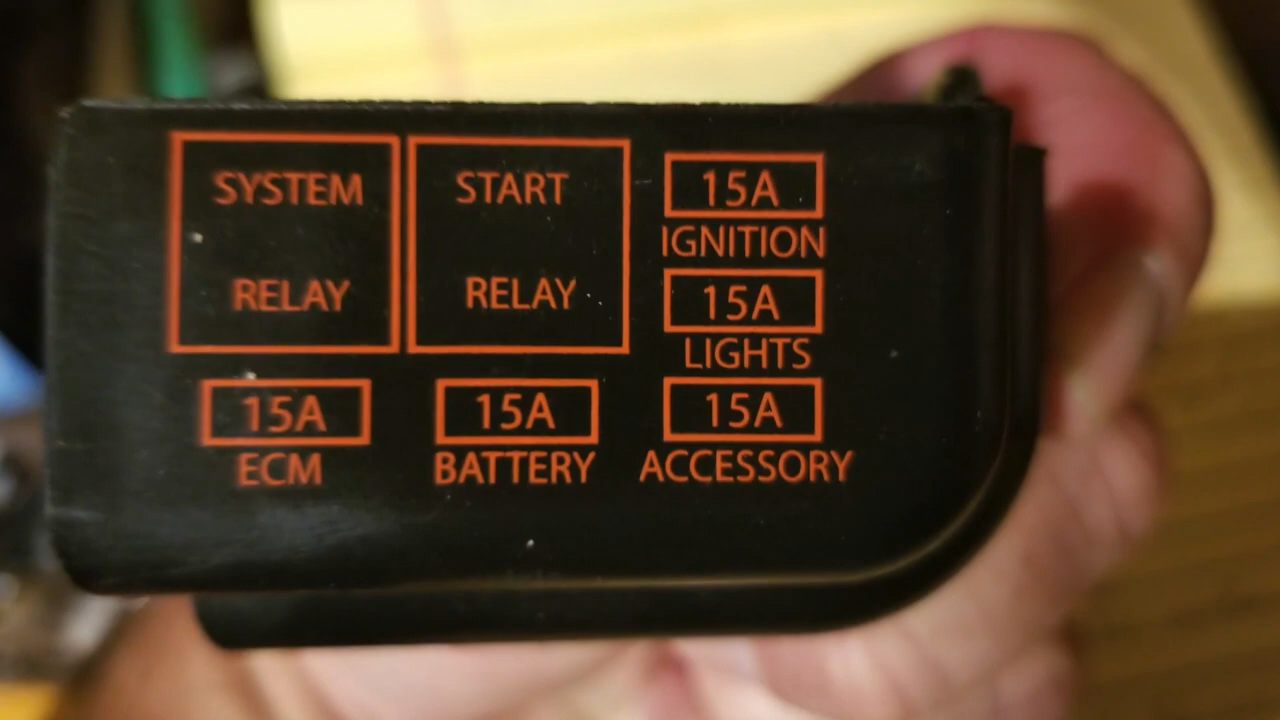 SYSTEM
RELAY
START
RELAY
15A
IGNITION
15A
LIGHTS
15A
ECM
15A
BATTERY
15A
ACCESSORY